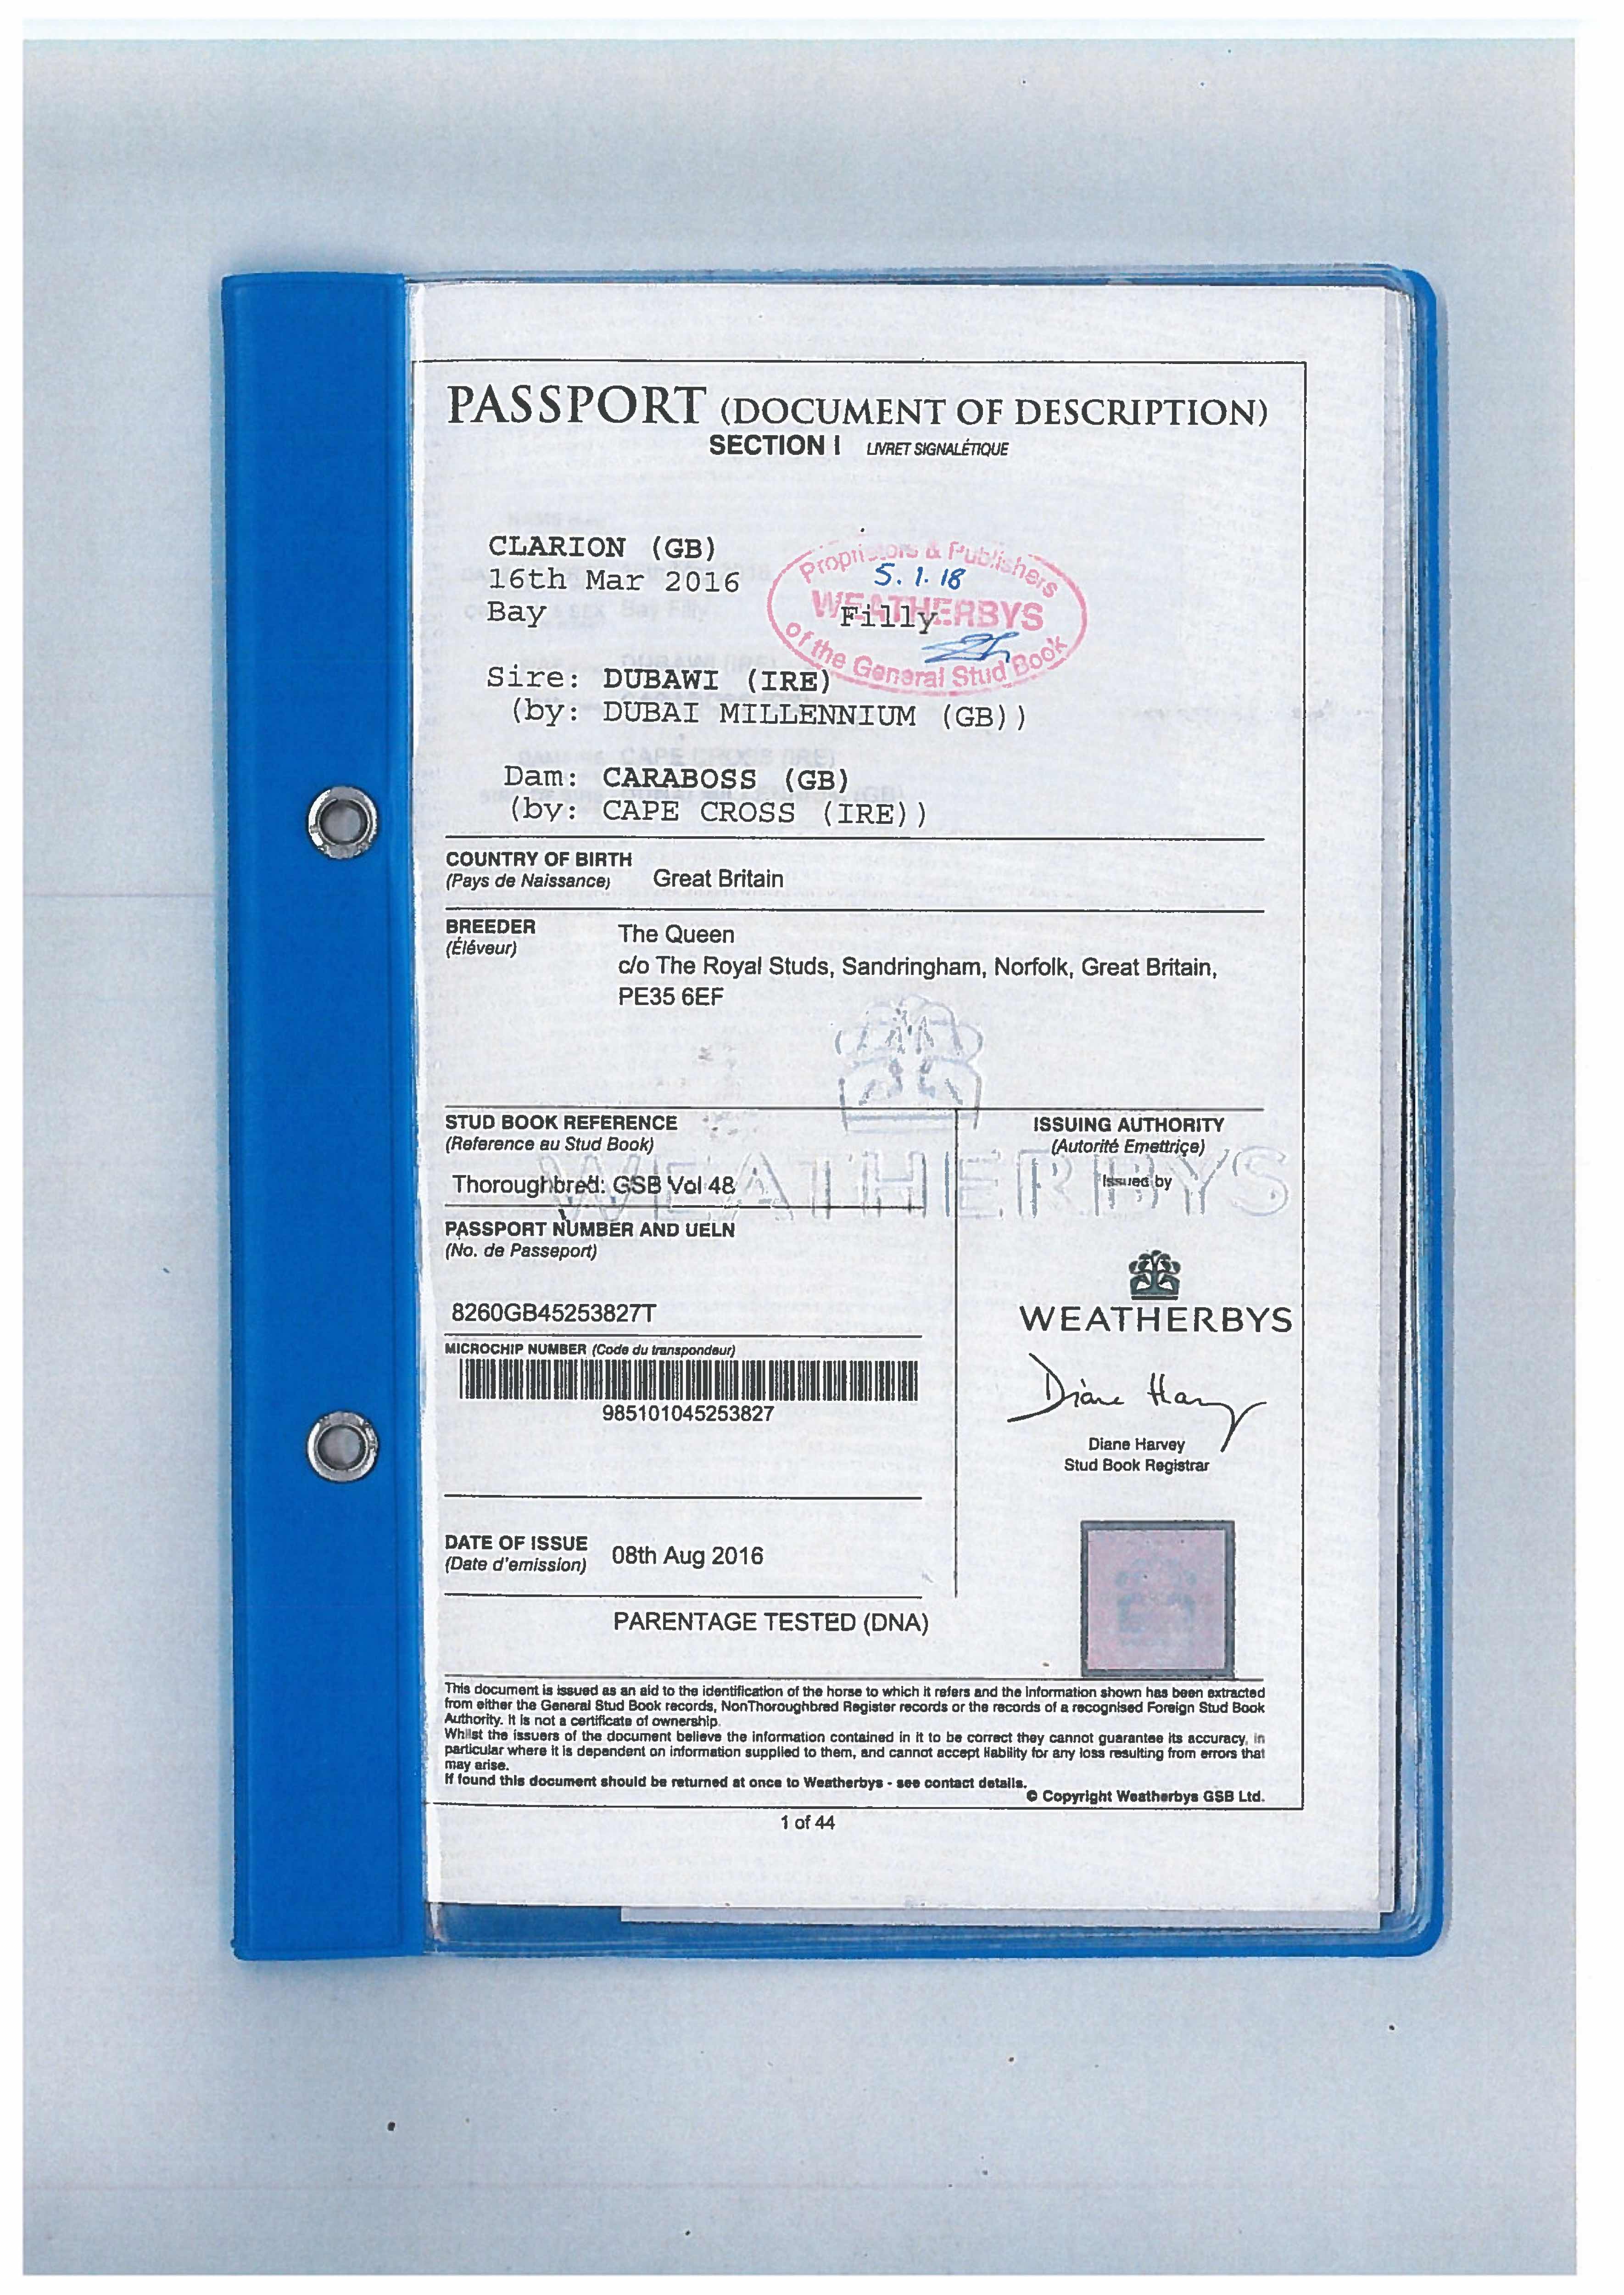 PASSPORT (DOCUMENT OF DESCRIPTION)
SECTION I LIVRET SIGNALÉTIQUE
CLARION (GB)
16th Mar 2016
Bay
Filly
Proprietors & Publishers
5.1.18
WEATHERBYS
of the General Stud Book
Sire: DUBAWI (IRE)
(by: DUBAI MILLENNIUM (GB))
Dam: CARABOSS (GB)
(by: CAPE CROSS (IRE))
COUNTRY OF BIRTH
(Pays de Naissance) Great Britain
BREEDER
(Éléveur)
The Queen
c/o The Royal Studs, Sandringham, Norfolk, Great Britain,
PE35 6EF
STUD BOOK REFERENCE
(Reference au Stud Book)
Thoroughbred: GSB Vol 48
WEATHERBYS
PASSPORT NUMBER AND UELN
(No. de Passeport)
8260GB45253827T
MICROCHIP NUMBER (Code du transpondeur)
985101045253827
ISSUING AUTHORITY
(Autorité Emettriçe)
Issued by
WEATHERBYS
Diane Harvey
Diane Harvey
Stud Book Registrar
DATE OF ISSUE
(Date d'emission) 08th Aug 2016
PARENTAGE TESTED (DNA)
This document is issued as an aid to the identification of the horse to which it refers and the information shown has been extracted
from either the General Stud Book records, NonThoroughbred Register records or the records of a recognised Foreign Stud Book
Authority. It is not a certificate of ownership.
Whilst the issuers of the document believe the information contained in it to be correct they cannot guarantee its accuracy, in
particular where it is dependent on information supplied to them, and cannot accept liability for any loss resulting from errors that
may arise.
If found this document should be returned at once to Weatherbys - see contact details.
© Copyright Weatherbys GSB Ltd.
1 of 44